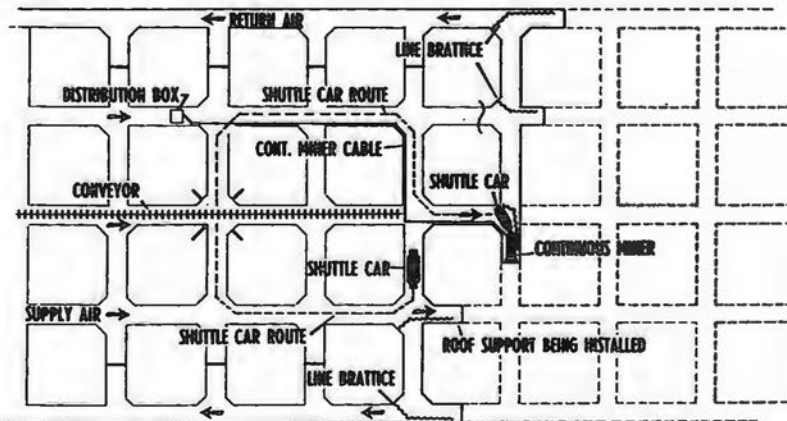 RETURN AIR
LINE BRATTICE
DISTRIBUTION BOX
SHUTTLE CAR ROUTE
CONT. MINER CABLE
CONVEYOR
SHUTTLE CAR
CONTINUOUS MINER
SHUTTLE CAR
SUPPLY AIR
SHUTTLE CAR ROUTE
ROOF SUPPORT BEING INSTALLED
LINE BRATTICE